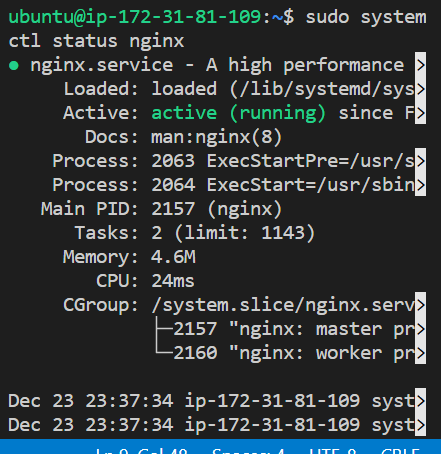 ubuntu@ip-172-31-81-109:~$ sudo system
ctl status nginx
● nginx.service - A high performance >
Loaded: loaded (/lib/systemd/sys>
Active: active (running) since F>
Docs: man:nginx(8)
Process: 2063 ExecStartPre=/usr/s>
Process: 2064 ExecStart=/usr/sbin>
Main PID: 2157 (nginx)
Tasks: 2 (limit: 1143)
Memory: 4.6M
CPU: 24ms
CGroup: /system.slice/nginx.serv>
├─2157 "nginx: master pr>
└─2160 "nginx: worker pr>
Dec 23 23:37:34 ip-172-31-81-109 syst>
Dec 23 23:37:34 ip-172-31-81-109 syst>